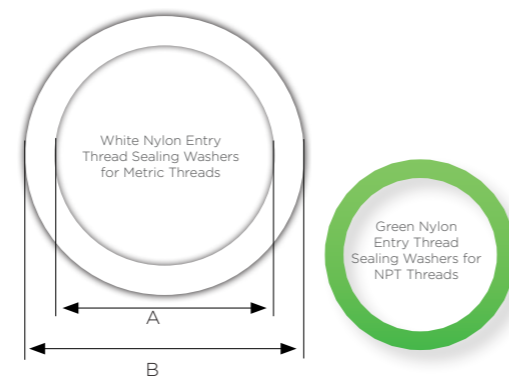 White Nylon Entry
Thread Sealing Washers
for Metric Threads
Green Nylon
Entry Thread
Sealing Washers for
NPT Threads
A
B